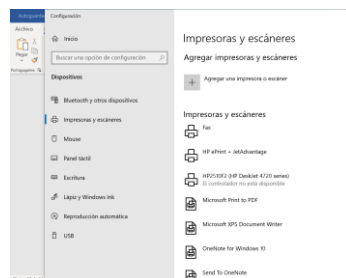 Autoguardado
Archivo
Pegar
Portapapeles
Configuración
Inicio
Buscar una opción de configuración
Dispositivos
Bluetooth y otros dispositivos
Impresoras y escáneres
Mouse
Panel táctil
Escritura
Lápiz y Windows Ink
Reproducción automática
USB
Impresoras y escáneres
Agregar impresoras y escáneres
Agregar una impresora o escáner
Impresoras y escáneres
Fax
HP ePrint + JetAdvantage
(HP DeskJet 4720 series)
El controlador no está disponible
Microsoft Print to PDF
Microsoft XPS Document Writer
OneNote for Windows 10
Send To OneNote